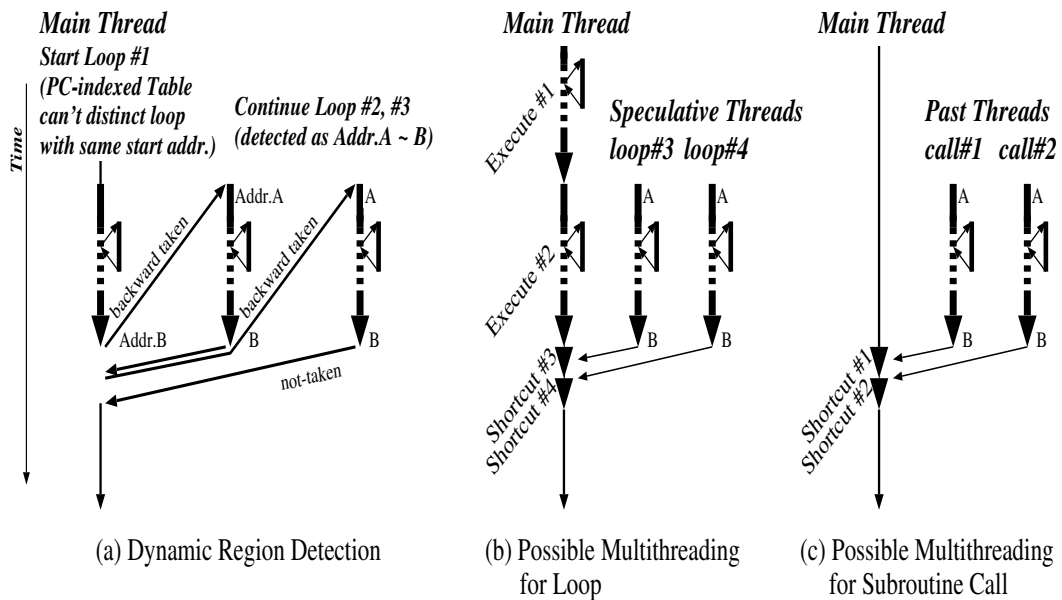 Main Thread
Start Loop #1
(PC-indexed Table
can't distinct loop
with same start addr.)
Continue Loop #2, #3
(detected as Addr.A ~ B)
Time
Addr.A
A
backward taken
backward taken
Addr.B
B
B
not-taken
(a) Dynamic Region Detection
Main Thread
Execute #1
Speculative Threads
loop#3 loop#4
A
A
Execute #2
B
B
Shortcut #3
Shortcut #4
(b) Possible Multithreading
for Loop
Main Thread
Past Threads
call#1 call#2
A
A
B
B
Shortcut #1
Shortcut #2
(c) Possible Multithreading
for Subroutine Call